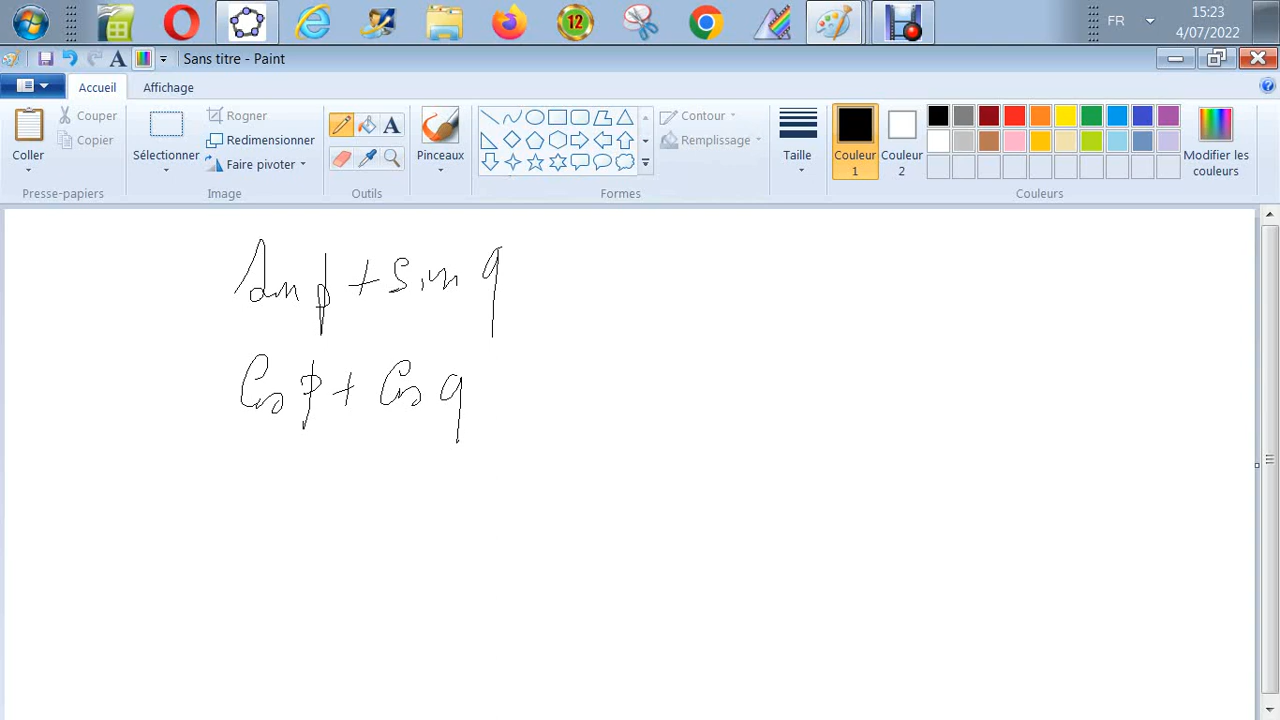 12
FR
15:23
4/07/2022
Sans titre - Paint
Accueil
Affichage
Coller
Couper
Copier
Presse-papiers
Sélectionner
Rogner
Redimensionner
Faire pivoter
Image
A
Outils
Pinceaux
Contour
Remplissage
Formes
Taille
Couleur 1
Couleur 2
Modifier les couleurs
Couleurs
sin p + sin q
Cos p + Cos q